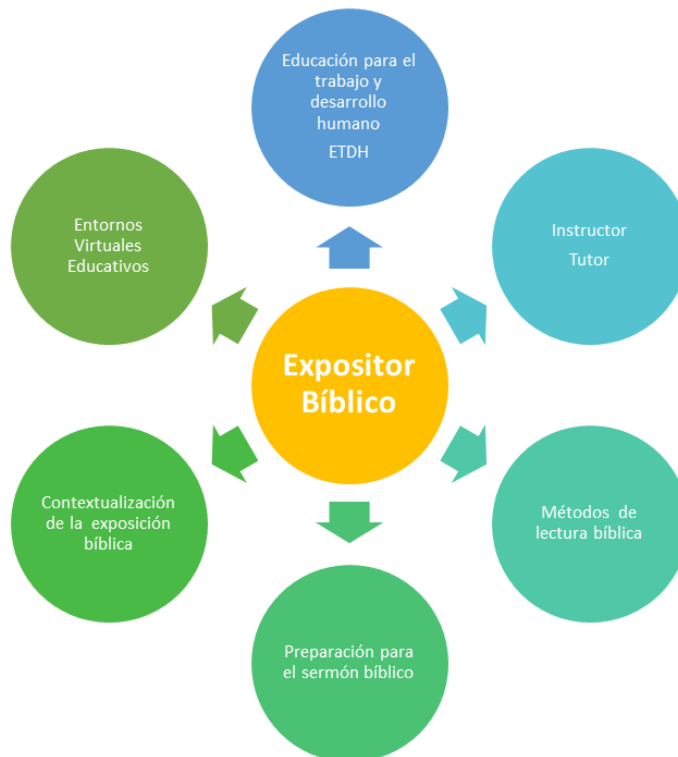 Educación para el
trabajo y
desarrollo
humano
ETDH
Instructor
Tutor
Métodos de
lectura bíblica
Preparación para
el sermón bíblico
Contextualización
de la exposición
bíblica
Entornos
Virtuales
Educativos
Expositor
Bíblico